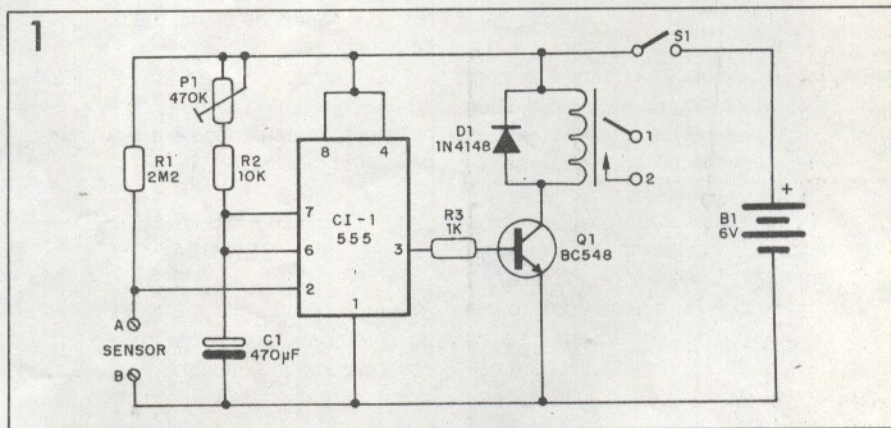 1
S1
P1
470K
8
4
D1
1N4148
1
2
R1
2M2
R2
10K
7
CI-1
555
6
3
R3
1K
Q1
BC548
+
B1
6V
2
1
A
SENSOR
B
C1
470µF